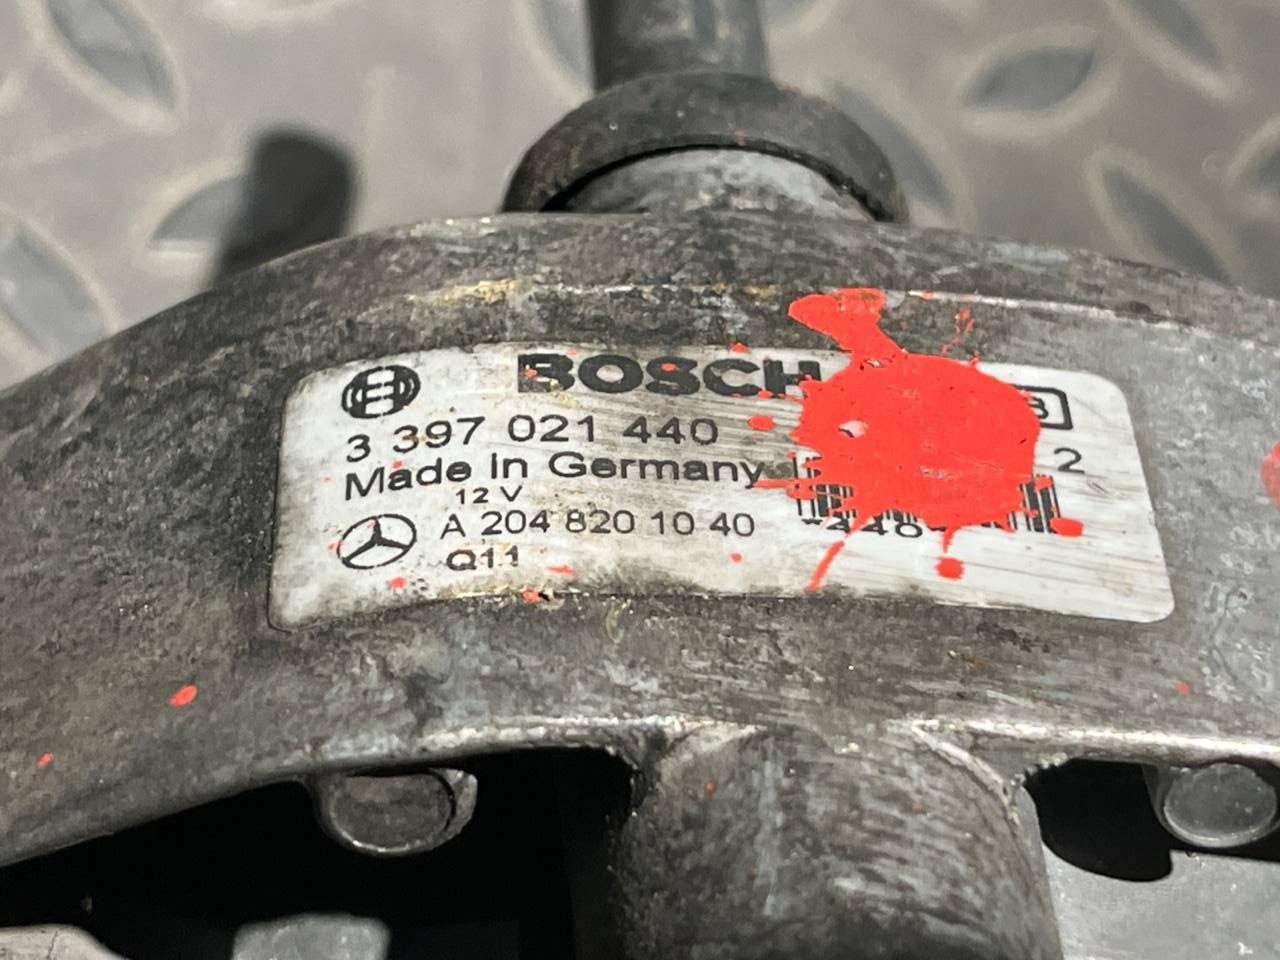 BOSCH
3 397 021 440
2
Made in Germany
12 V
A 204 820 10 40
Q11